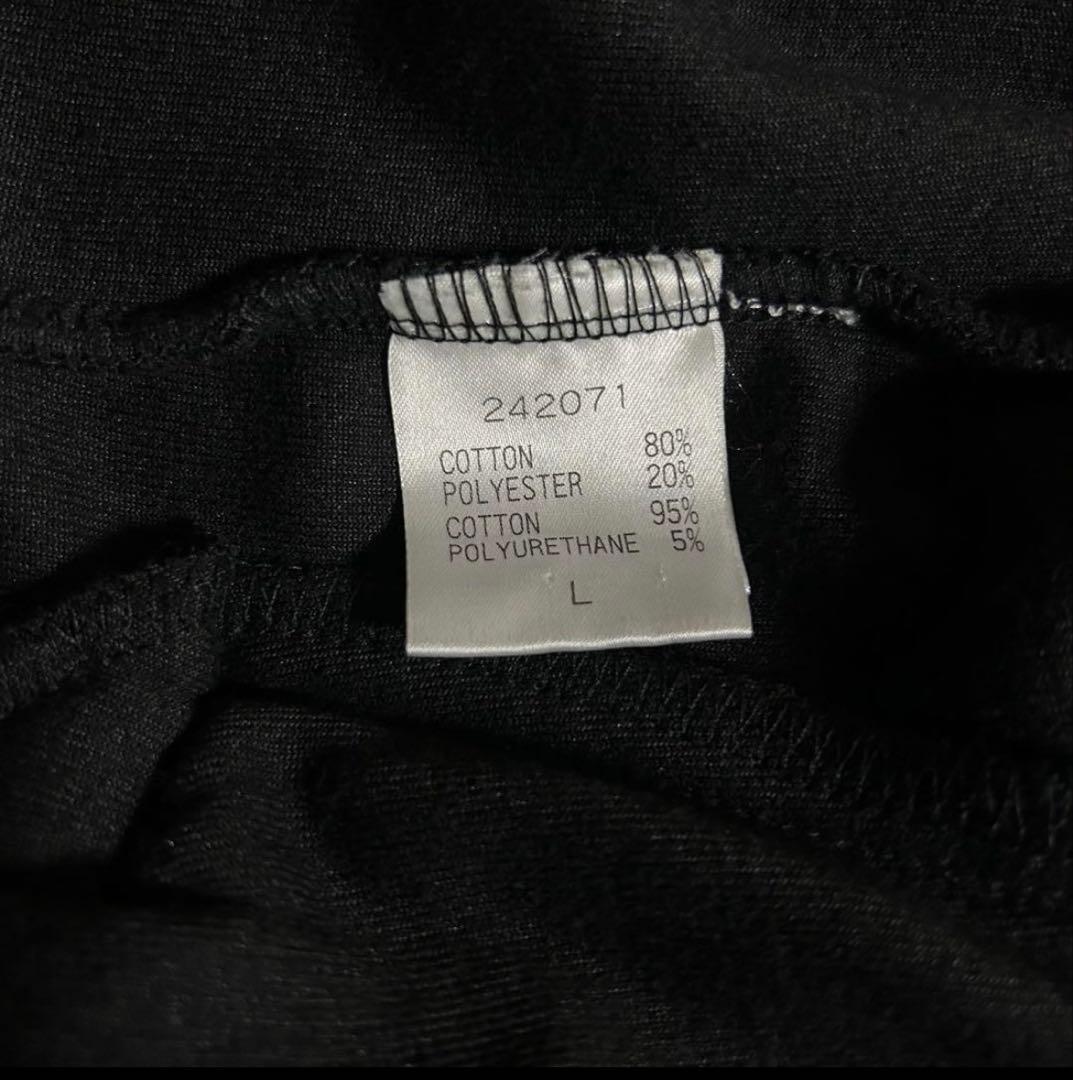 242071
COTTON 80%
POLYESTER 20%
COTTON 95%
POLYURETHANE 5%
L